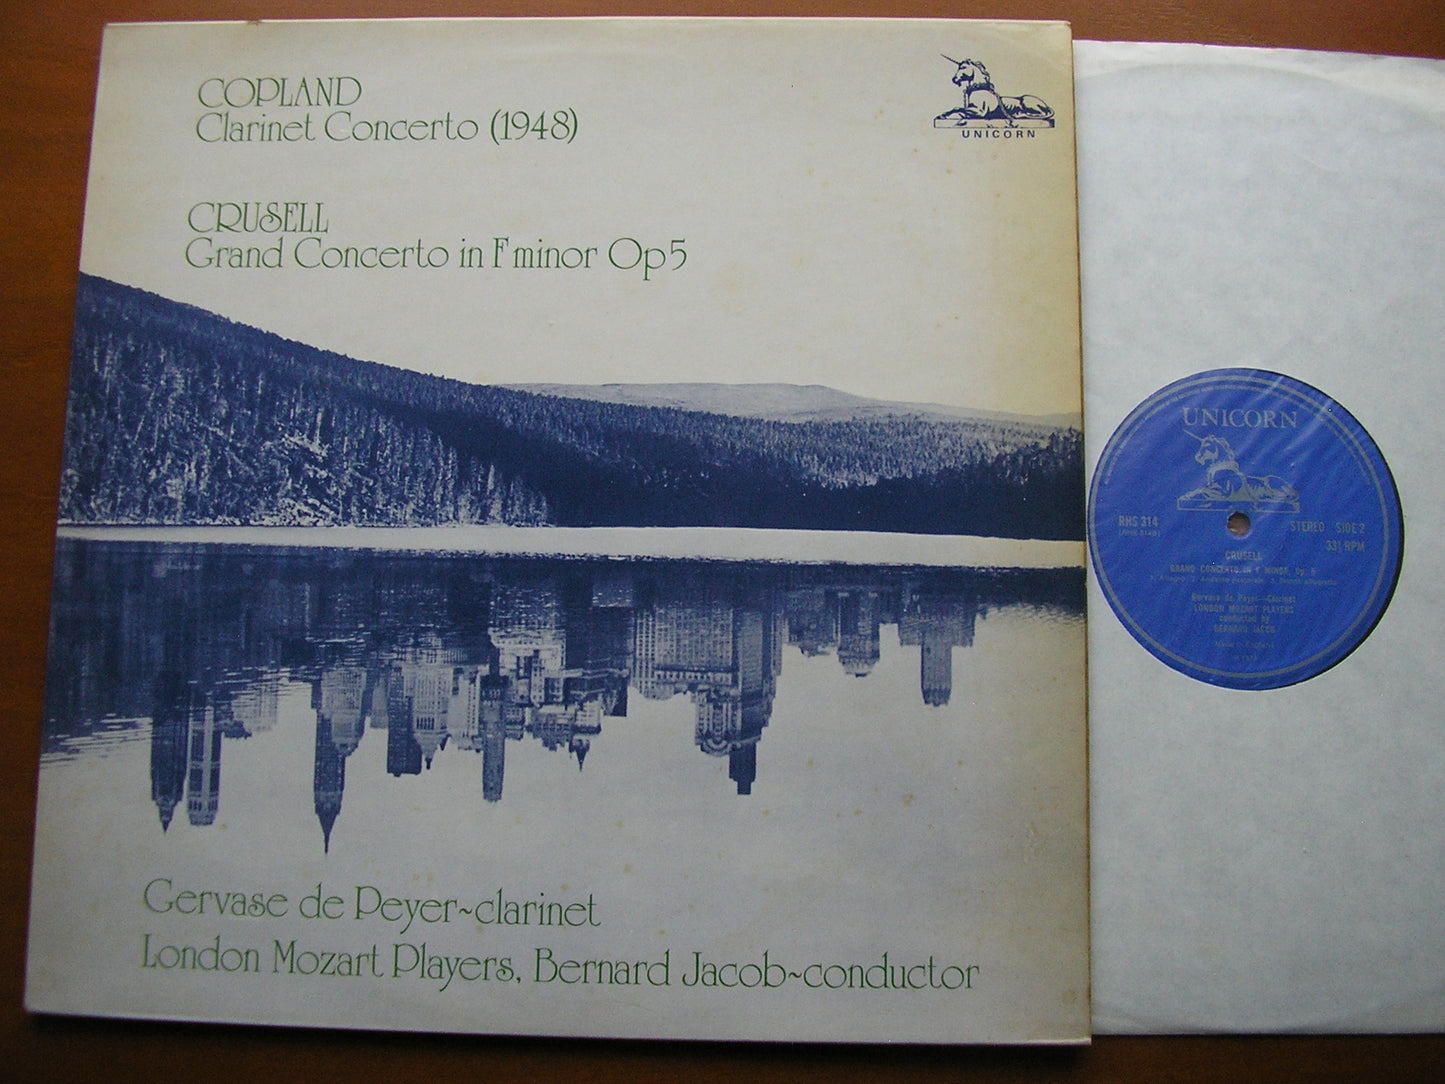 COPLAND
Clarinet Concerto (1948)
UNICORN
CRUSELL
Grand Concerto in F minor Op5
Gervase de Peyer~clarinet
London Mozart Players, Bernard Jacob~conductor
UNICORN
RHS 314
STEREO SIDE 2
33⅓ RPM
CRUSELL
GRAND CONCERTO IN F MINOR, Op. 5
Gervase de Peyer—Clarinet
LONDON MOZART PLAYERS
conducted by
BERNARD JACOB